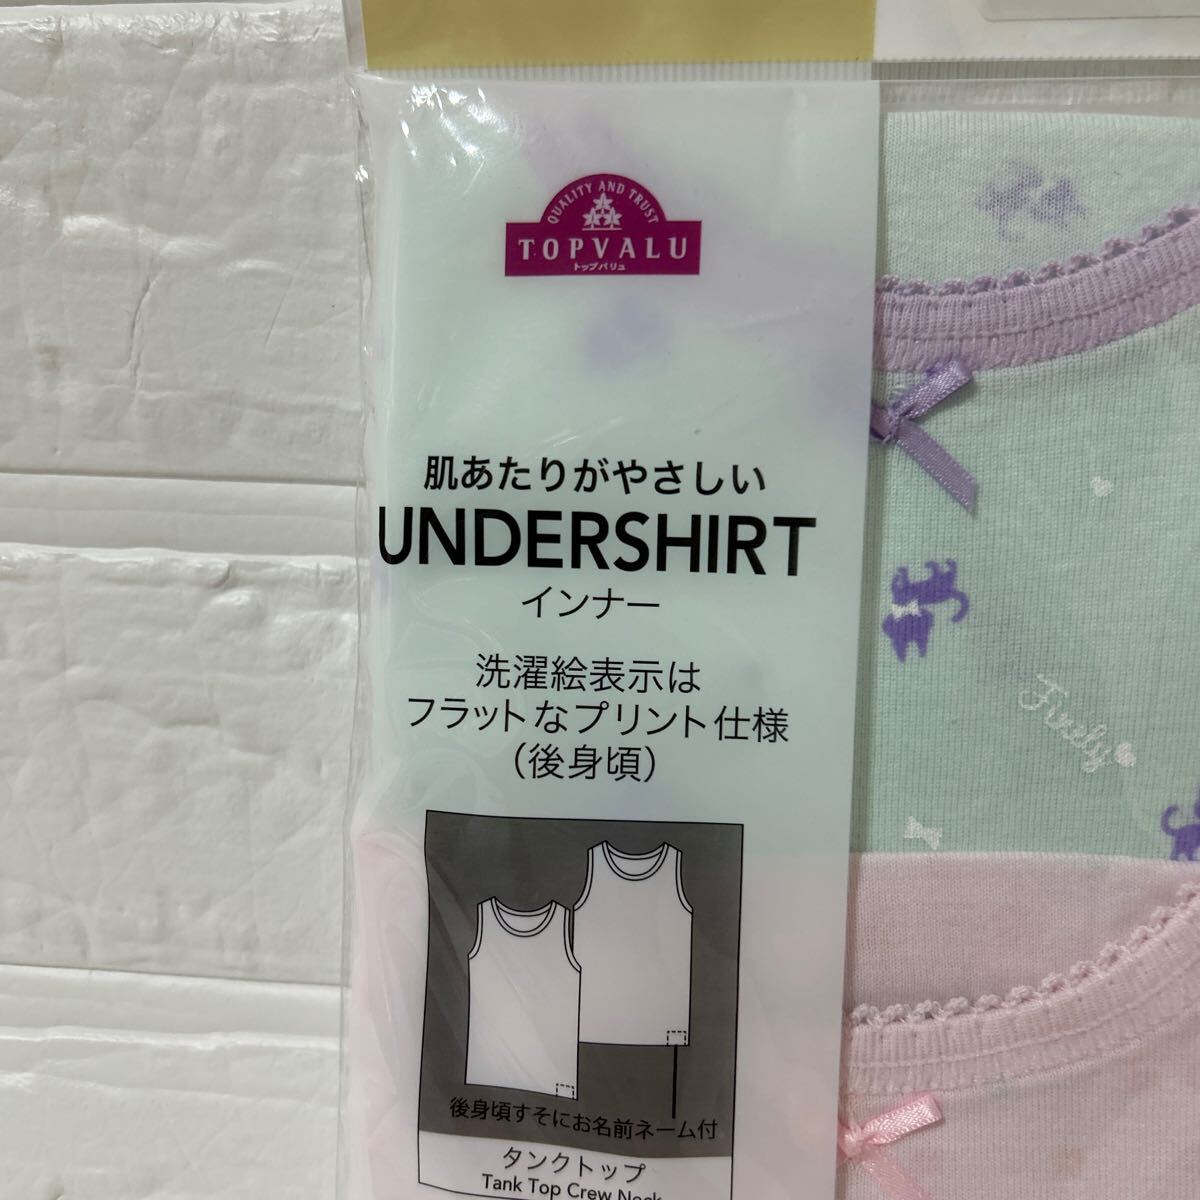 QUALITY AND TRUST
TOPVALU
トップバリュ
肌あたりがやさしい
UNDERSHIRT
インナー
洗濯絵表示は
フラットなプリント仕様
（後身頃）
後身頃すそにお名前ネーム付
タンクトップ
Tank Top Crew Neck